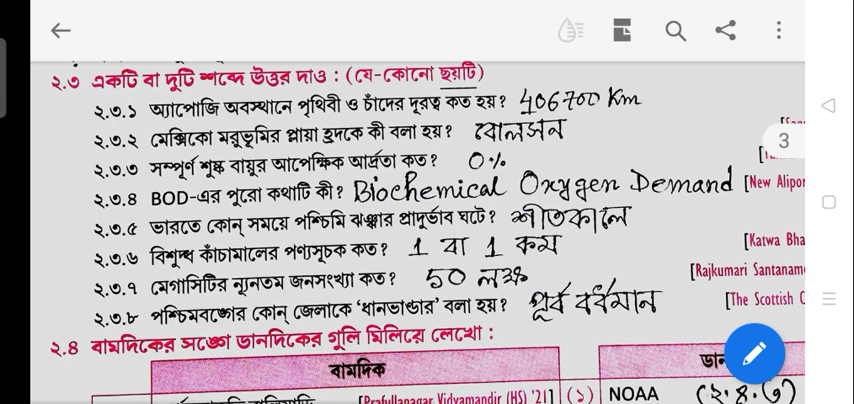 ২.৩ একটি বা দুটি শব্দে উত্তর দাও : (যে-কোনো ছয়টি)
২.৩.১ অ্যাপোজি অবস্থানে পৃথিবী ও চাঁদের দূরত্ব কত হয়? 406700 Km
২.৩.২ মেক্সিকো মরুভূমির প্লায়া হ্রদকে কী বলা হয়? বোলসন
3
২.৩.৩ সম্পূর্ণ শুষ্ক বায়ুর আপেক্ষিক আর্দ্রতা কত? 0%
২.৩.৪ BOD-এর পুরো কথাটি কী? Biochemical Oxygen Demand [New Alipor
২.৩.৫ ভারতে কোন্ সময়ে পশ্চিমি ঝঞ্ঝার প্রাদুর্ভাব ঘটে? শীতকালে
২.৩.৬ বিশুদ্ধ কাঁচামালের পণ্যসূচক কত? 1 বা 1 কম [Katwa Bha
২.৩.৭ মেগাসিটির ন্যূনতম জনসংখ্যা কত? 50 লক্ষ [Rajkumari Santanam
২.৩.৮ পশ্চিমবঙ্গের কোন্ জেলাকে ‘ধানভাণ্ডার’ বলা হয়? পূর্ব বর্ধমান [The Scottish C
২.৪ বামদিকের সঙ্গে ডানদিকের গুলি মিলিয়ে লেখো :
বামদিক ডান
[Prafullanagar Vidyamandir (HS) '21] (১) NOAA (২.৪.৩)